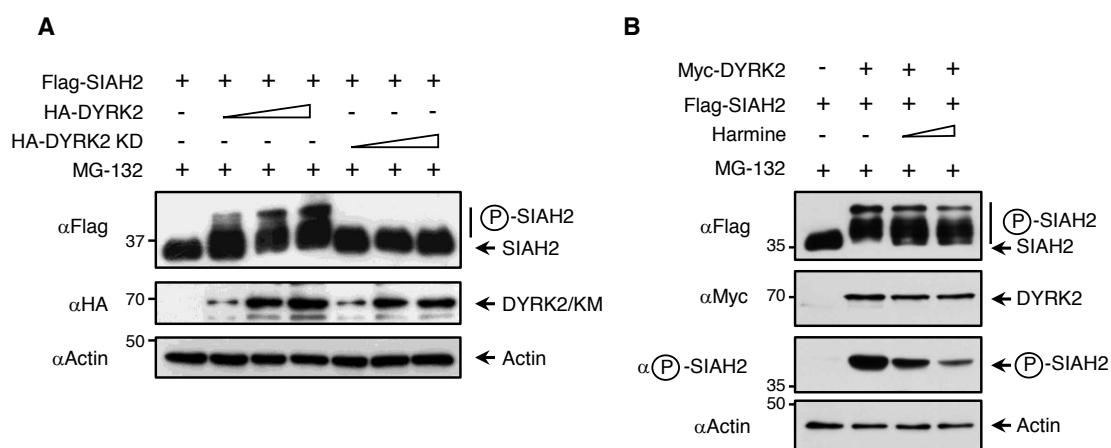 A
Flag-SIAH2 + + + + + + +
HA-DYRK2 - - - -
HA-DYRK2 KD - - - -
MG-132 + + + + + + +
αFlag
37
Ⓟ-SIAH2
SIAH2
αHA
70
DYRK2/KM
αActin
50
Actin
B
Myc-DYRK2 - + + +
Flag-SIAH2 + + + +
Harmine - -
MG-132 + + + +
αFlag
35
Ⓟ-SIAH2
SIAH2
αMyc
70
DYRK2
αⓅ-SIAH2
35
Ⓟ-SIAH2
αActin
50
Actin